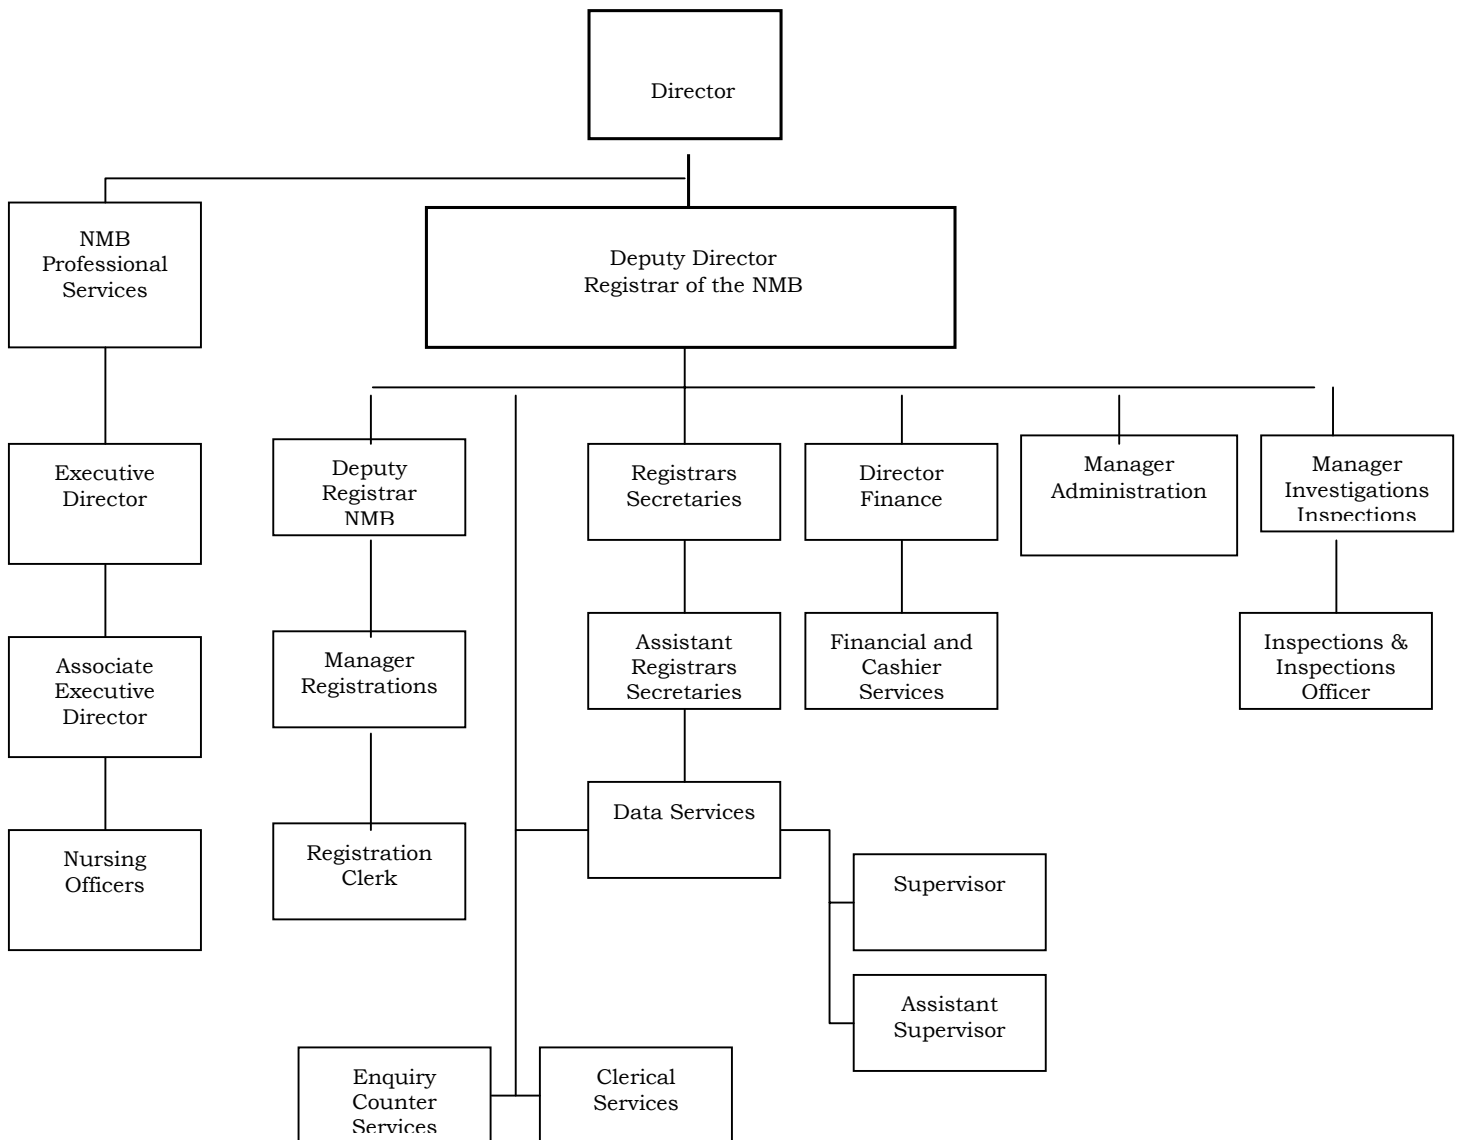 Director
NMB
Professional
Services
Deputy Director
Registrar of the NMB
Executive
Director
Deputy
Registrar
NMB
Registrars
Secretaries
Director
Finance
Manager
Administration
Manager
Investigations
Inspections
Associate
Executive
Director
Manager
Registrations
Assistant
Registrars
Secretaries
Financial and
Cashier
Services
Inspections &
Inspections
Officer
Data Services
Nursing
Officers
Registration
Clerk
Supervisor
Assistant
Supervisor
Enquiry
Counter
Services
Clerical
Services